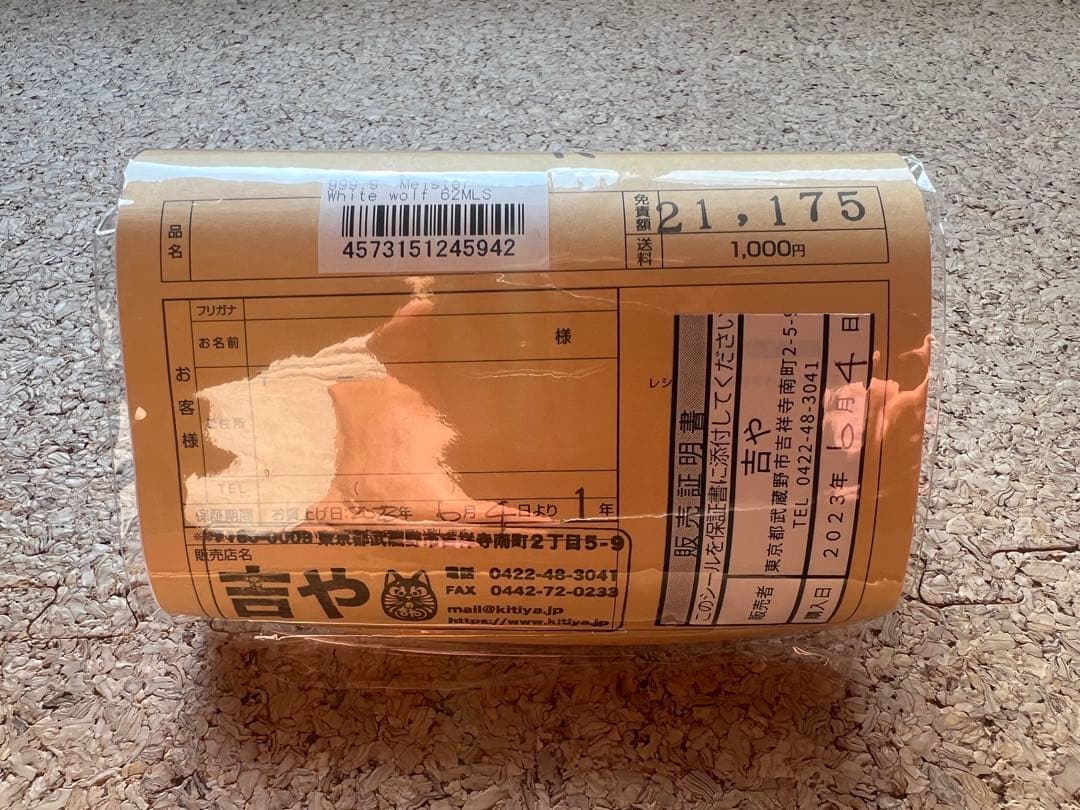 999.9 Meister
White wolf 62MLS
4573151245942
品名
免責額
21,175
送料
1,000円
フリガナ
お名前
様
お客様
ご住所
TEL
保証期間 お買上げ日: 年 6月 4日より 1年
東京都武蔵野市吉祥寺南町2丁目5-9
販売店名
吉や
電話 0422-48-3041
FAX 0442-72-0233
mail@kitiya.jp
https://www.kitiya.jp
レシ
販売証明書
このシールを保証書に添付してください
販売者
吉や
東京都武蔵野市吉祥寺南町2-5-9
TEL 0422-48-3041
購入日
2023年 6月 4日